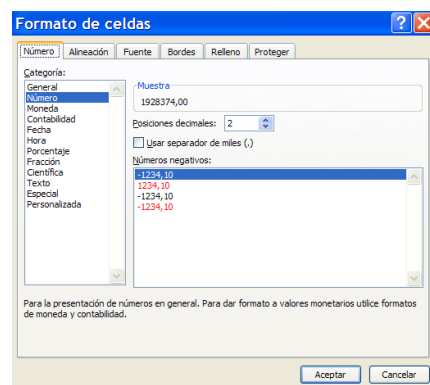 Formato de celdas
Número Alineación Fuente Bordes Relleno Proteger
Categoría:
General
Número
Moneda
Contabilidad
Fecha
Hora
Porcentaje
Fracción
Científica
Texto
Especial
Personalizada
Muestra
1928374,00
Posiciones decimales: 2
Usar separador de miles (.)
Números negativos:
-1234,10
1234,10
-1234,10
-1234,10
Para la presentación de números en general. Para dar formato a valores monetarios utilice formatos
de moneda y contabilidad.
Aceptar Cancelar